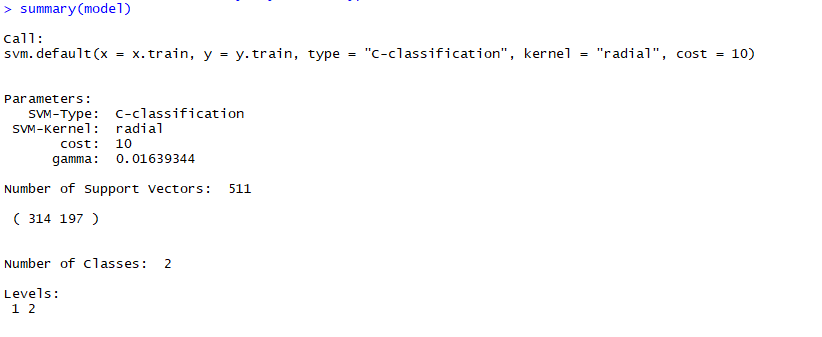 > summary(model)
Call:
svm.default(x = x.train, y = y.train, type = "C-classification", kernel = "radial", cost = 10)
Parameters:
SVM-Type: C-classification
SVM-Kernel: radial
cost: 10
gamma: 0.01639344
Number of Support Vectors: 511
( 314 197 )
Number of Classes: 2
Levels:
1 2